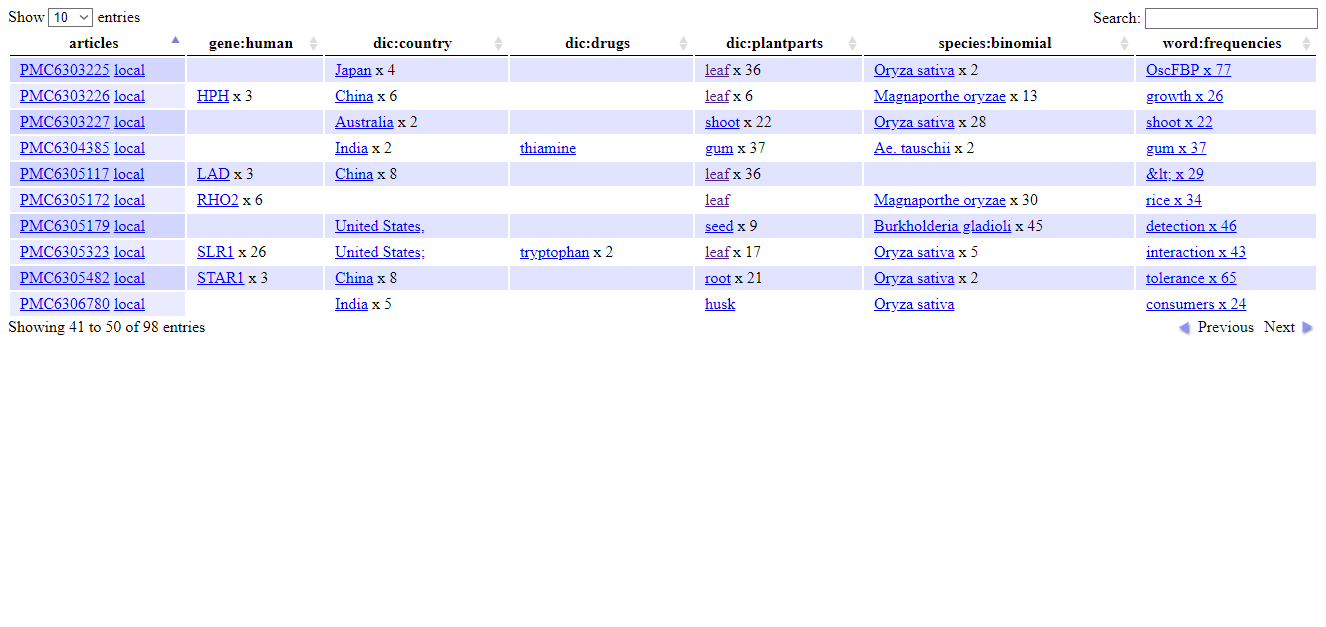 Show 10 entries Search:
articles gene:human dic:country dic:drugs dic:plantparts species:binomial word:frequencies
PMC6303225 local Japan x 4 leaf x 36 Oryza sativa x 2 OscFBP x 77
PMC6303226 local HPH x 3 China x 6 leaf x 6 Magnaporthe oryzae x 13 growth x 26
PMC6303227 local Australia x 2 shoot x 22 Oryza sativa x 28 shoot x 22
PMC6304385 local India x 2 thiamine gum x 37 Ae. tauschii x 2 gum x 37
PMC6305117 local LAD x 3 China x 8 leaf x 36 &lt; x 29
PMC6305172 local RHO2 x 6 leaf Magnaporthe oryzae x 30 rice x 34
PMC6305179 local United States, seed x 9 Burkholderia gladioli x 45 detection x 46
PMC6305323 local SLR1 x 26 United States; tryptophan x 2 leaf x 17 Oryza sativa x 5 interaction x 43
PMC6305482 local STAR1 x 3 China x 8 root x 21 Oryza sativa x 2 tolerance x 65
PMC6306780 local India x 5 husk Oryza sativa consumers x 24
Showing 41 to 50 of 98 entries Previous Next